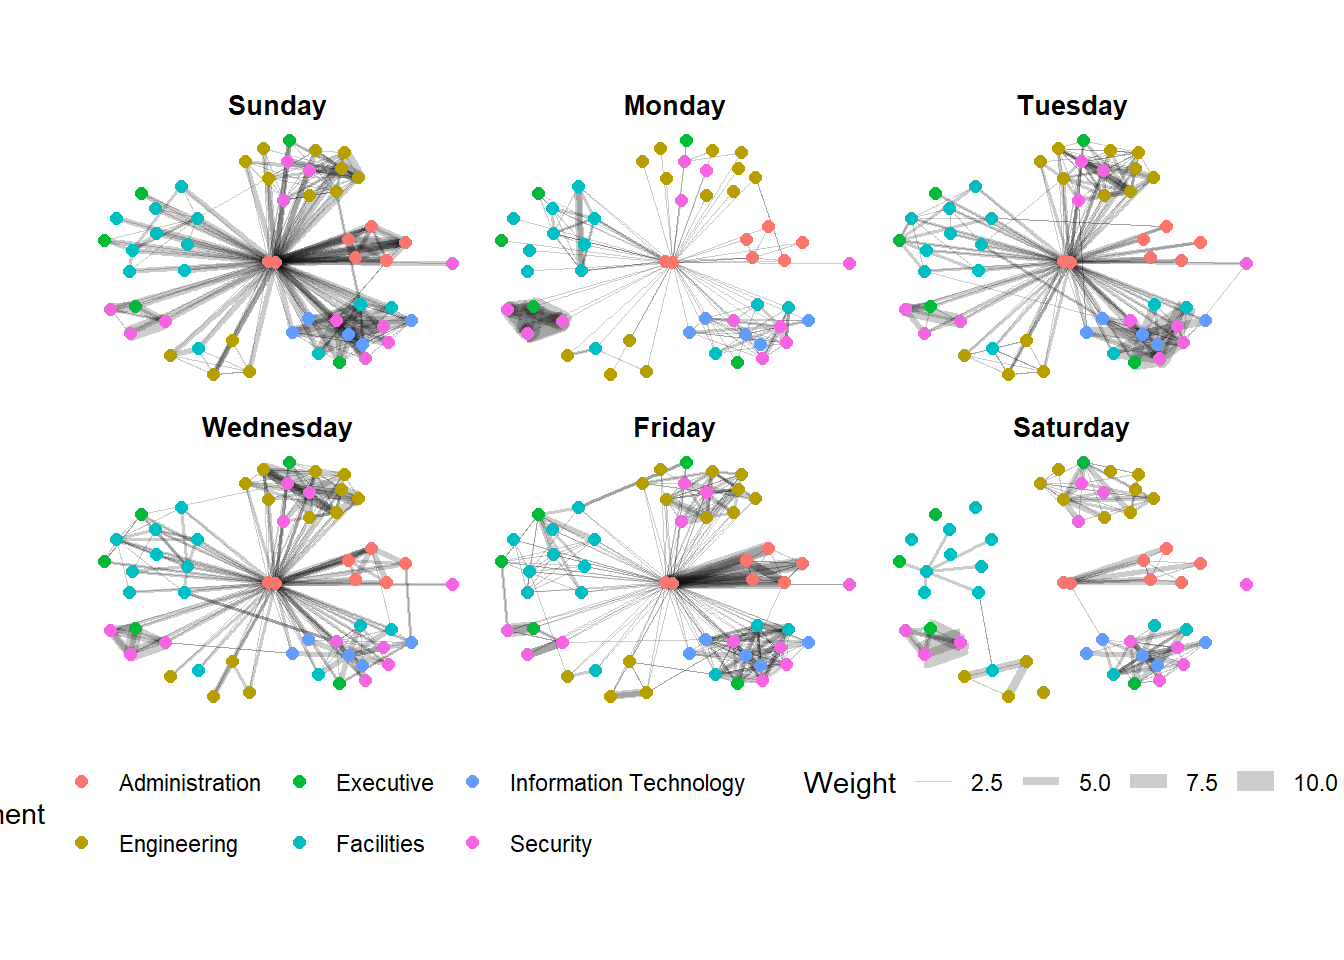 Sunday Monday Tuesday
Wednesday Friday Saturday
Administration Executive Information Technology Weight 2.5 5.0 7.5 10.0
Engineering Facilities Security